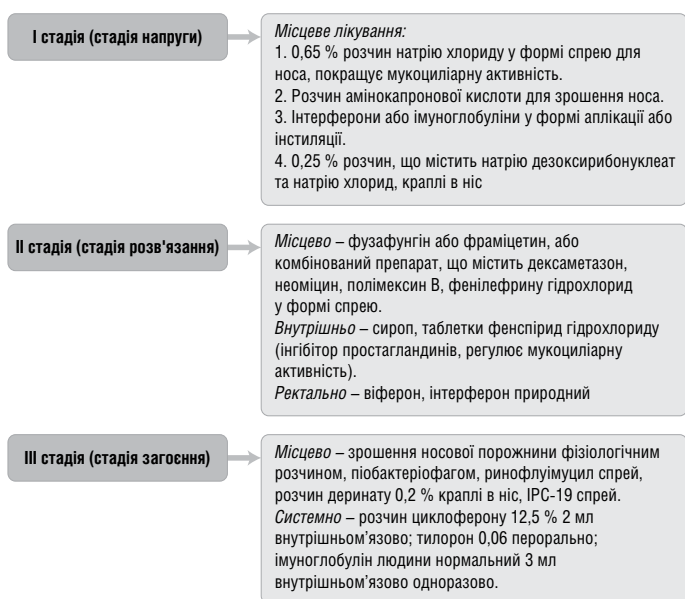 I стадія (стадія напруги)
Місцеве лікування:
1. 0,65 % розчин натрію хлориду у формі спрею для
носа, покращує мукоциліарну активність.
2. Розчин амінокапронової кислоти для зрошення носа.
3. Інтерферони або імуноглобуліни у формі аплікації або
інстиляції.
4. 0,25 % розчин, що містить натрію дезоксирибонуклеат
та натрію хлорид, краплі в ніс
II стадія (стадія розв'язання)
Місцево – фузафунгін або фраміцетин, або
комбінований препарат, що містить дексаметазон,
неоміцин, полімексин В, фенілефрину гідрохлорид
у формі спрею.
Внутрішньо – сироп, таблетки фенспірид гідрохлориду
(інгібітор простагландинів, регулює мукоциліарну
активність).
Ректально – віферон, інтерферон природний
III стадія (стадія загоєння)
Місцево – зрошення носової порожнини фізіологічним
розчином, піобактеріофагом, ринофлуімуцил спрей,
розчин деринату 0,2 % краплі в ніс, ІРС-19 спрей.
Системно – розчин циклоферону 12,5 % 2 мл
внутрішньом’язово; тилорон 0,06 перорально;
імуноглобулін людини нормальний 3 мл
внутрішньом’язово одноразово.